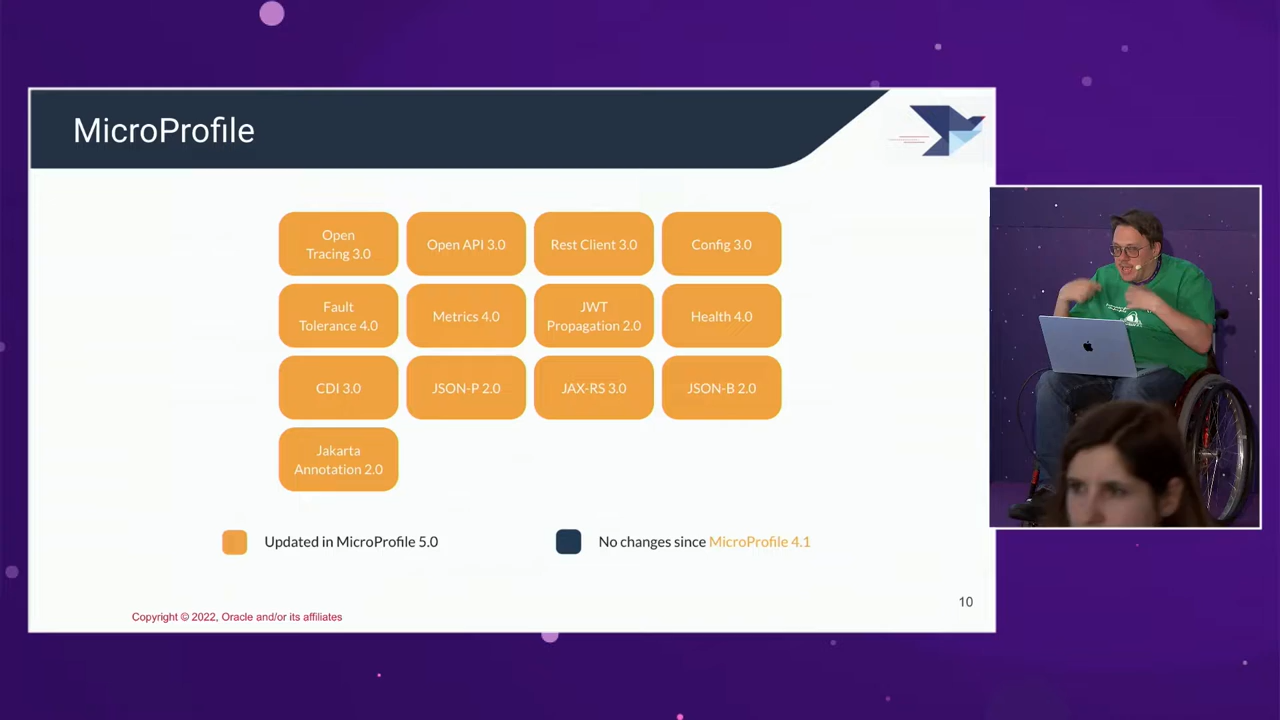 MicroProfile
Open
Tracing 3.0
Open API 3.0
Rest Client 3.0
Config 3.0
Fault
Tolerance 4.0
Metrics 4.0
JWT
Propagation 2.0
Health 4.0
CDI 3.0
JSON-P 2.0
JAX-RS 3.0
JSON-B 2.0
Jakarta
Annotation 2.0
Updated in MicroProfile 5.0
No changes since MicroProfile 4.1
10
Copyright © 2022, Oracle and/or its affiliates